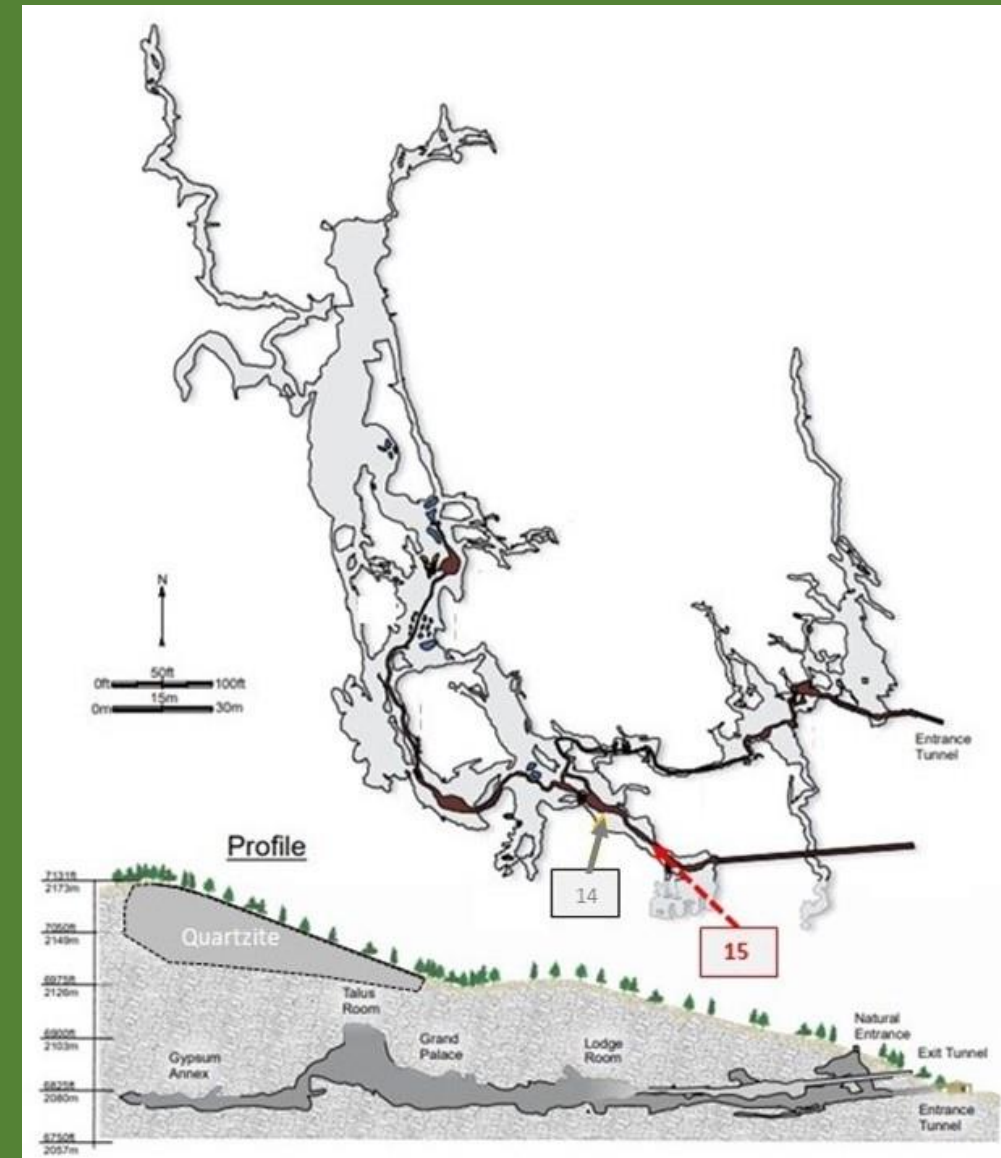 N
50ft
0ft
100ft
15m
0m
30m
Entrance
Tunnel
14
15
Profile
7131ft
2173m
7050ft
2149m
6975ft
2126m
6900ft
2103m
6825ft
2080m
6750ft
2057m
Quartzite
Talus
Room
Gypsum
Annex
Grand
Palace
Lodge
Room
Natural
Entrance
Exit Tunnel
Entrance
Tunnel